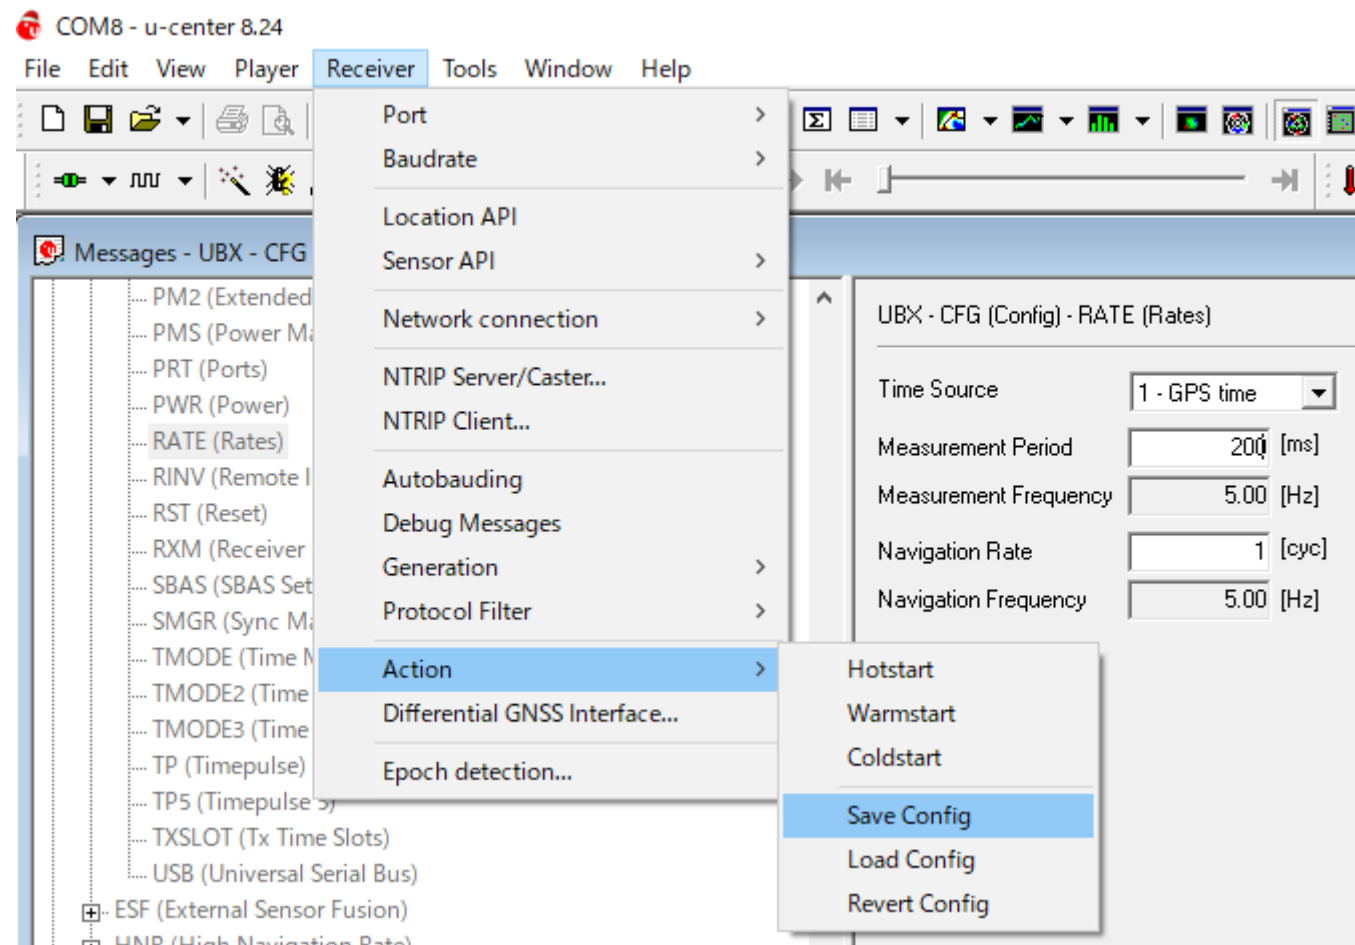 COM8 - u-center 8.24
File Edit View Player Receiver Tools Window Help
Port
Baudrate
Location API
Sensor API
Network connection
NTRIP Server/Caster...
NTRIP Client...
Autobauding
Debug Messages
Generation
Protocol Filter
Action
Differential GNSS Interface...
Epoch detection...
Hotstart
Warmstart
Coldstart
Save Config
Load Config
Revert Config
Messages - UBX - CFG
PM2 (Extended
PMS (Power Ma
PRT (Ports)
PWR (Power)
RATE (Rates)
RINV (Remote I
RST (Reset)
RXM (Receiver
SBAS (SBAS Set
SMGR (Sync Ma
TMODE (Time M
TMODE2 (Time
TMODE3 (Time
TP (Timepulse)
TP5 (Timepulse 5)
TXSLOT (Tx Time Slots)
USB (Universal Serial Bus)
ESF (External Sensor Fusion)
HNR (High Navigation Rate)
UBX - CFG (Config) - RATE (Rates)
Time Source 1 - GPS time
Measurement Period 200 [ms]
Measurement Frequency 5.00 [Hz]
Navigation Rate 1 [cyc]
Navigation Frequency 5.00 [Hz]